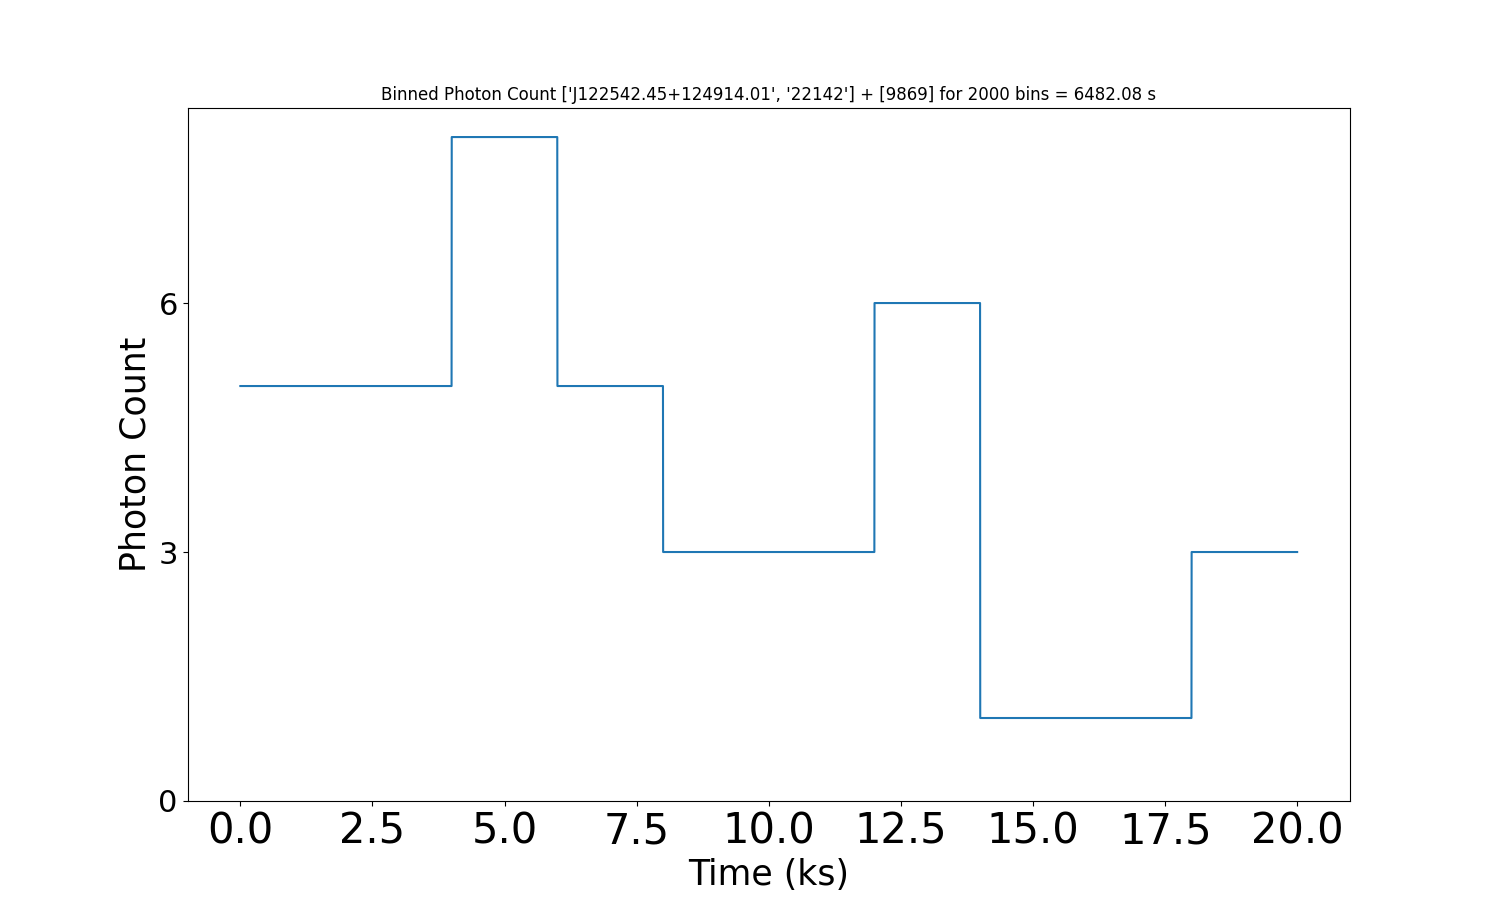 Binned Photon Count ['J122542.45+124914.01', '22142'] + [9869] for 2000 bins = 6482.08 s
Photon Count
6
3
0
0.0 2.5 5.0 7.5 10.0 12.5 15.0 17.5 20.0
Time (ks)